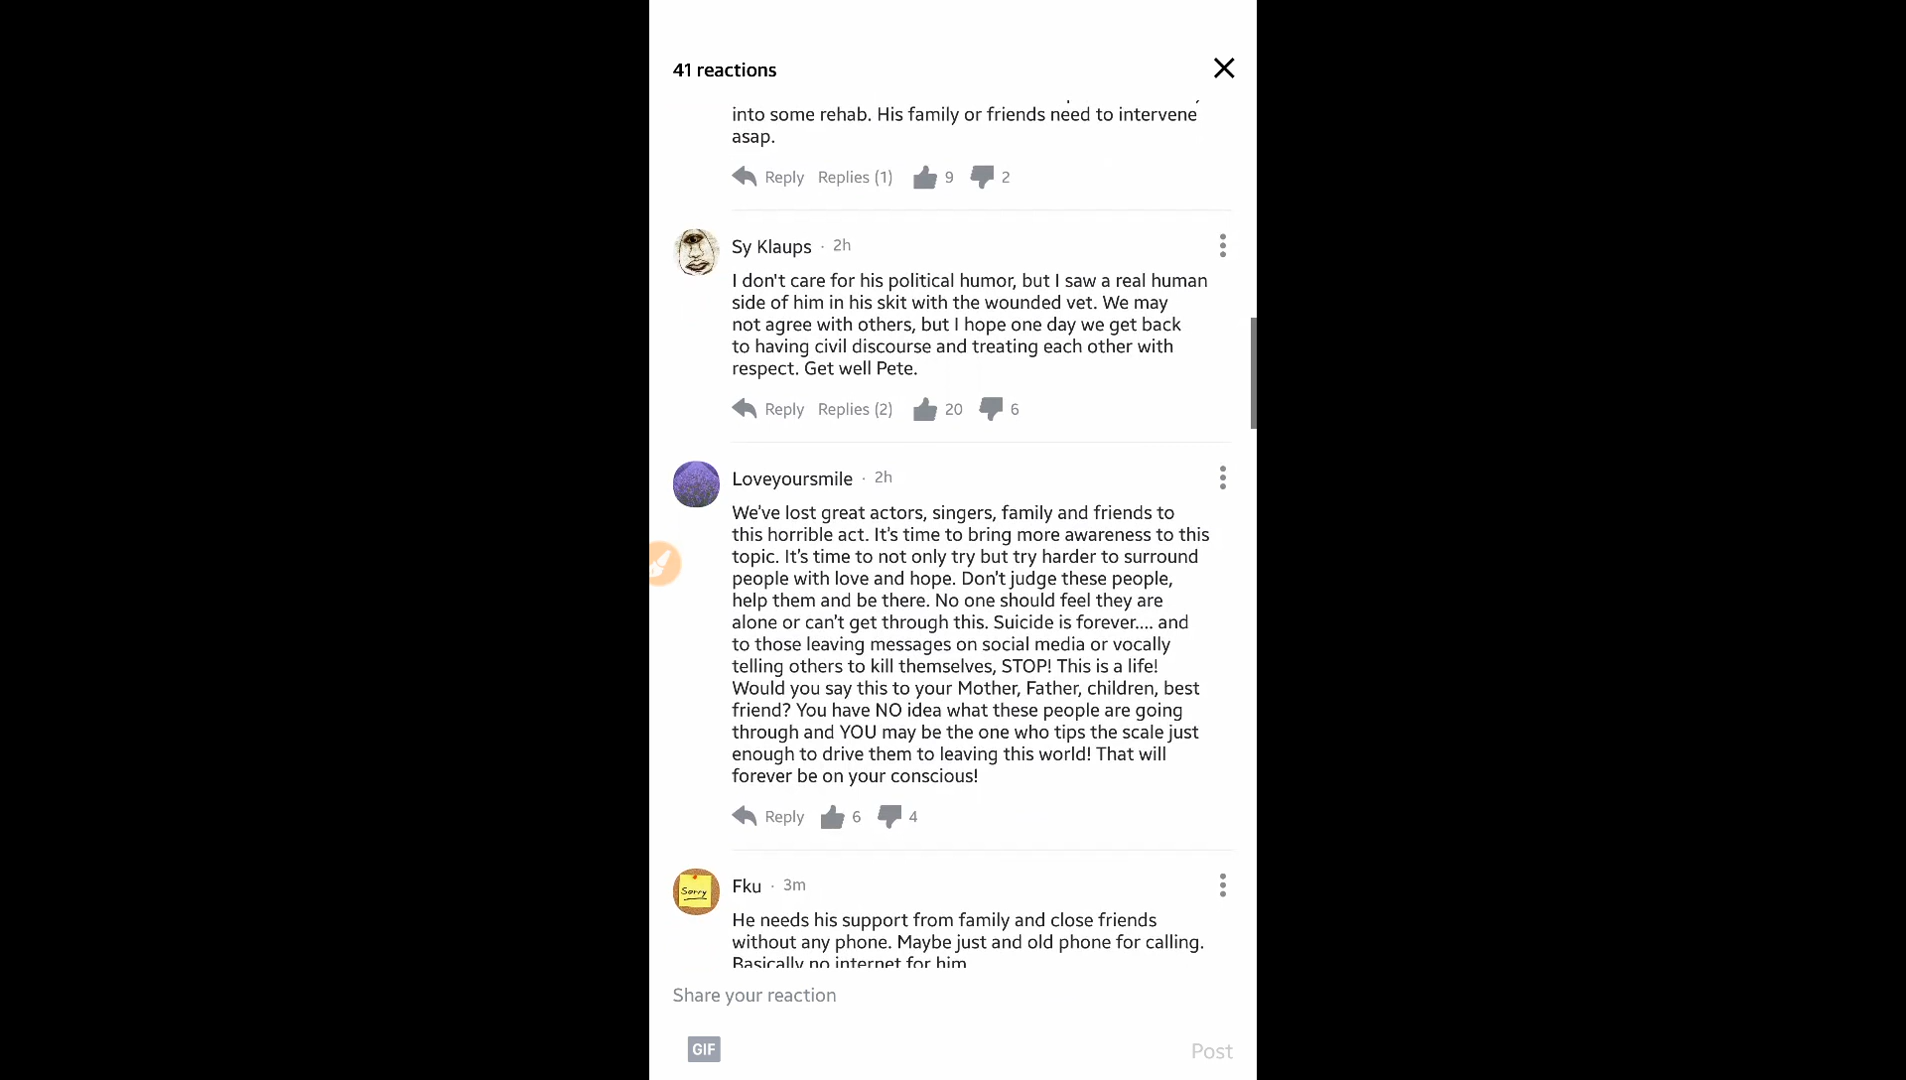 41 reactions
into some rehab. His family or friends need to intervene
asap.
Reply Replies (1) 9 2
Sy Klaups · 2h
I don't care for his political humor, but I saw a real human
side of him in his skit with the wounded vet. We may
not agree with others, but I hope one day we get back
to having civil discourse and treating each other with
respect. Get well Pete.
Reply Replies (2) 20 6
Loveyoursmile · 2h
We've lost great actors, singers, family and friends to
this horrible act. It's time to bring more awareness to this
topic. It's time to not only try but try harder to surround
people with love and hope. Don't judge these people,
help them and be there. No one should feel they are
alone or can't get through this. Suicide is forever.... and
to those leaving messages on social media or vocally
telling others to kill themselves, STOP! This is a life!
Would you say this to your Mother, Father, children, best
friend? You have NO idea what these people are going
through and YOU may be the one who tips the scale just
enough to drive them to leaving this world! That will
forever be on your conscious!
Reply 6 4
Sorry
Fku · 3m
He needs his support from family and close friends
without any phone. Maybe just and old phone for calling.
Basically no internet for him
Share your reaction
GIF Post